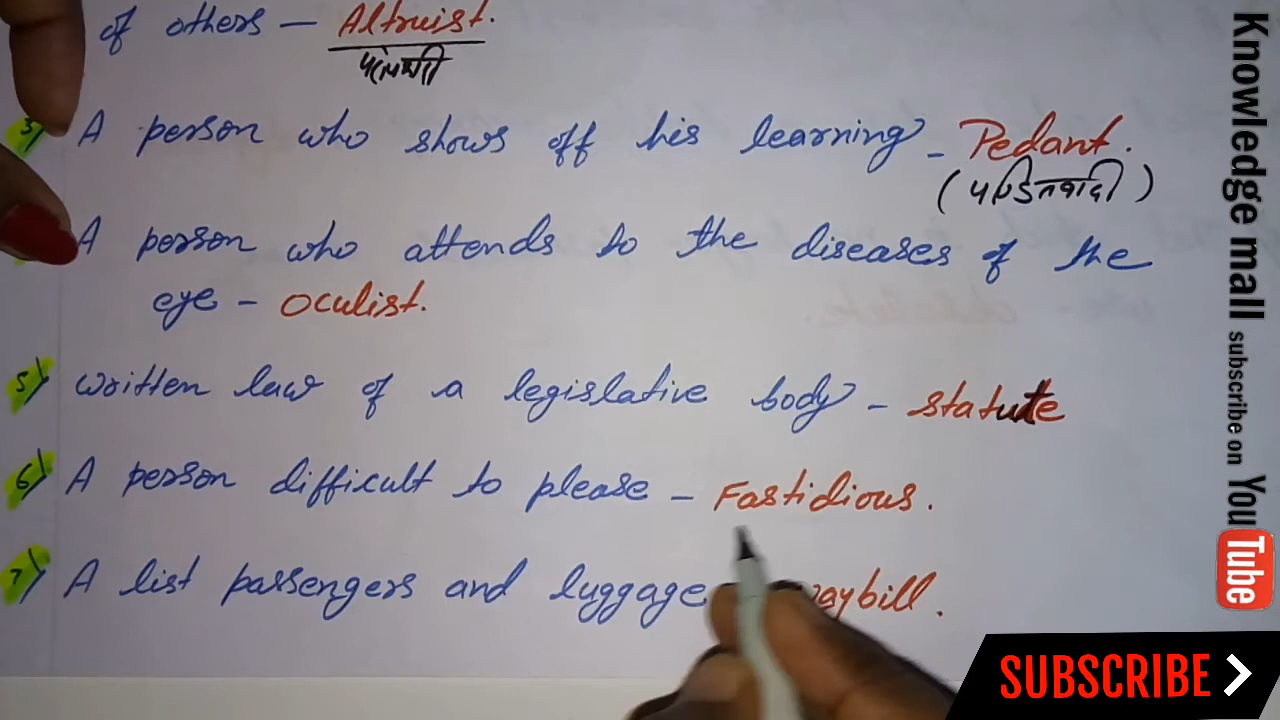 of others — Altruist.
3) A person who shows off his learning - Pedant.
A person who attends to the diseases of the
eye - Oculist.
5) written law of a legislative body - statute
6) A person difficult to please - Fastidious.
7) A list passengers and luggage waybill.
Knowledge mall subscribe on YouTube
SUBSCRIBE